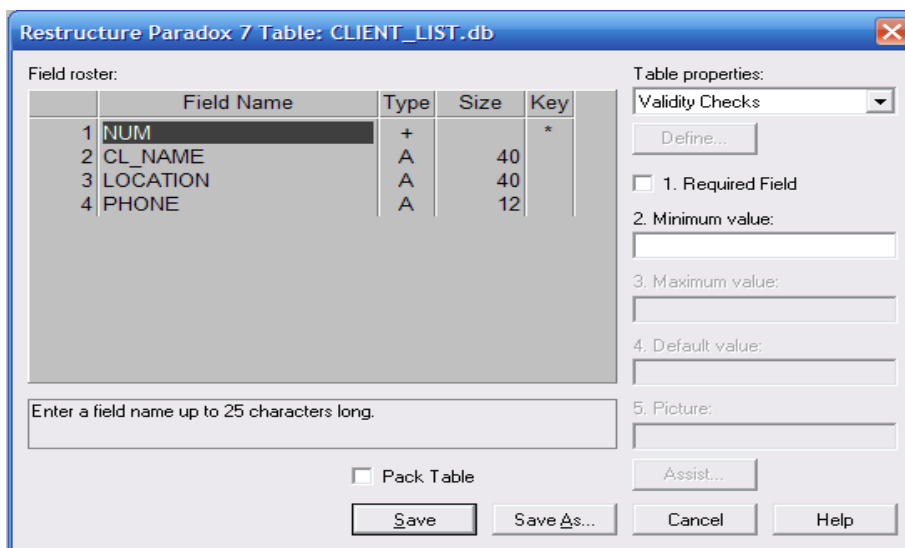 Restructure Paradox 7 Table: CLIENT_LIST.db
Field roster:
Field Name Type Size Key
1 NUM + *
2 CL_NAME A 40
3 LOCATION A 40
4 PHONE A 12
Enter a field name up to 25 characters long.
Pack Table
Table properties:
Validity Checks
Define...
1. Required Field
2. Minimum value:
3. Maximum value:
4. Default value:
5. Picture:
Assist...
Save Save As... Cancel Help